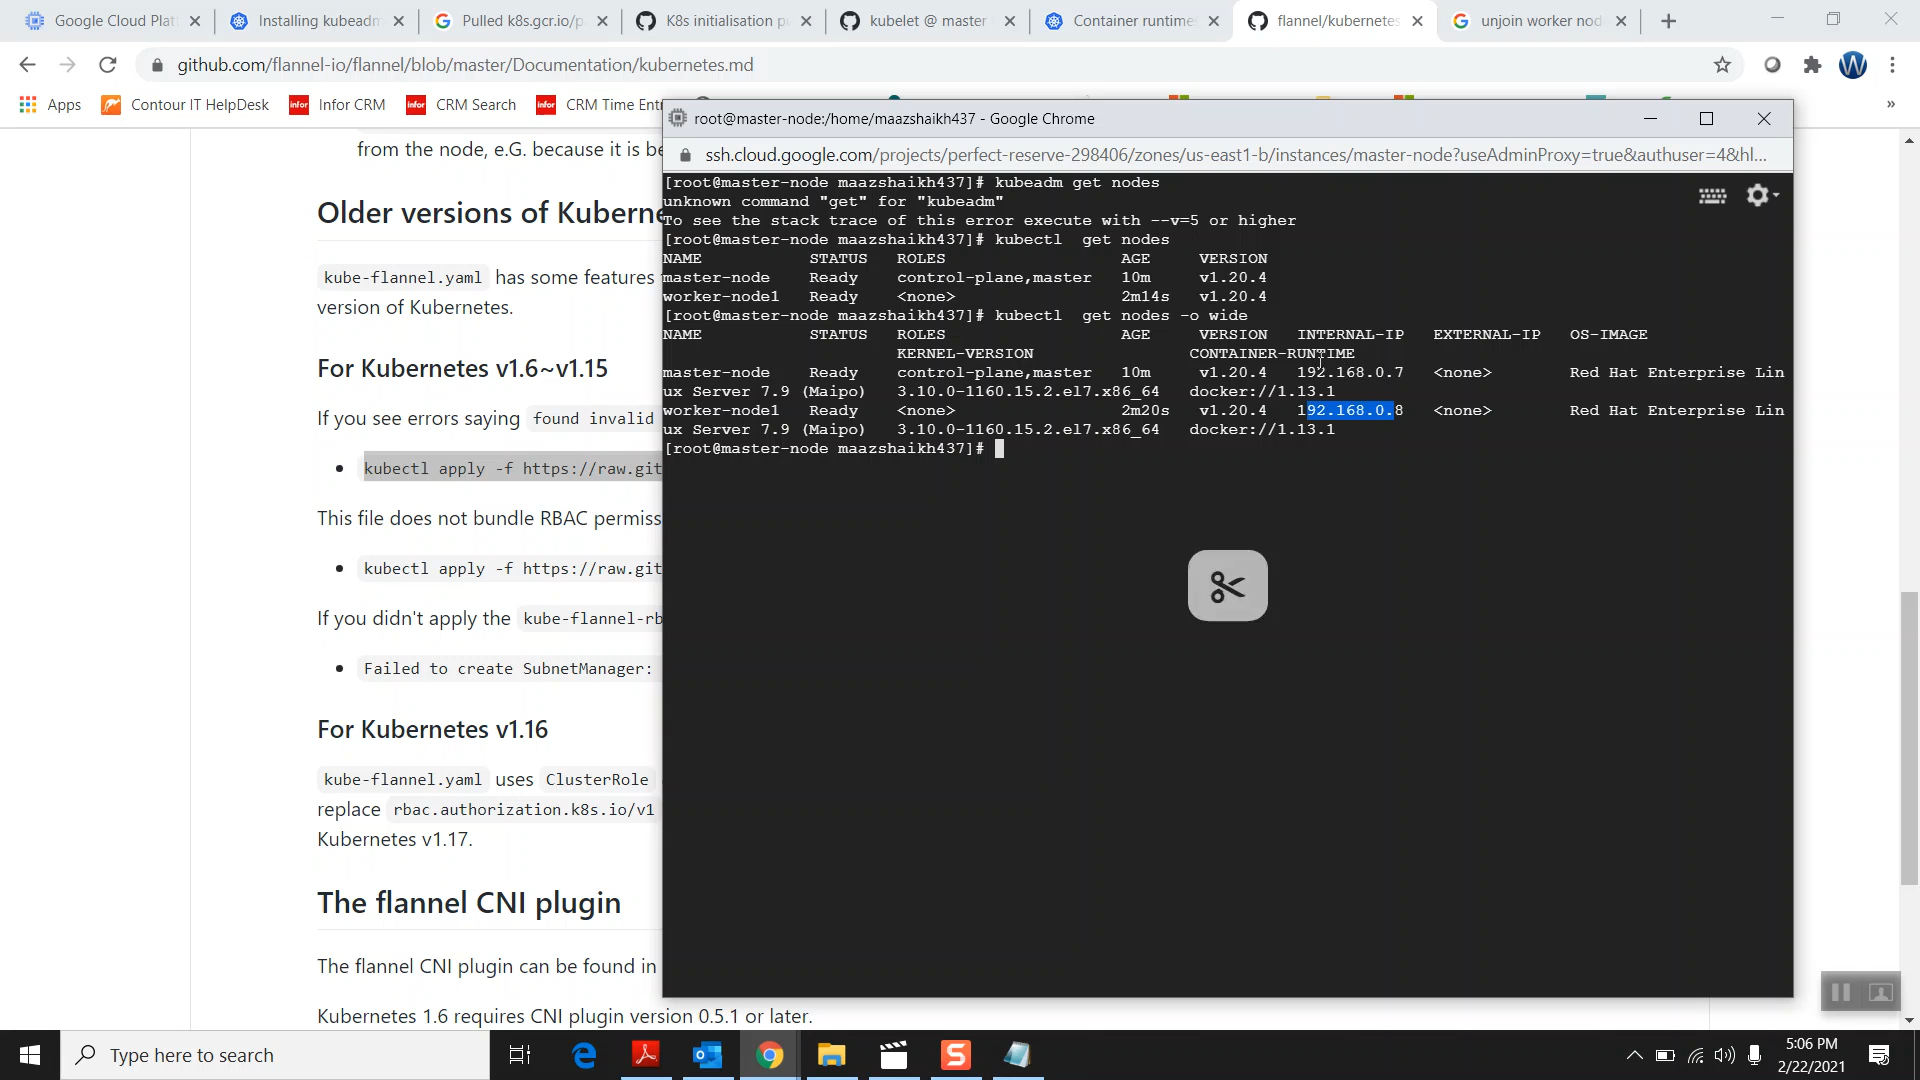 Google Cloud Plat
Installing kubeadm
Pulled k8s.gcr.io/p
K8s initialisation p
kubelet @ master
Container runtime
flannel/kubernetes
unjoin worker nod
github.com/flannel-io/flannel/blob/master/Documentation/kubernetes.md
Apps
Contour IT HelpDesk
infor Infor CRM
infor CRM Search
infor CRM Time Ent
»
from the node, e.G. because it is be
Older versions of Kuberne
kube-flannel.yaml has some features
version of Kubernetes.
For Kubernetes v1.6~v1.15
If you see errors saying found invalid
kubectl apply -f https://raw.git
This file does not bundle RBAC permiss
kubectl apply -f https://raw.git
If you didn't apply the kube-flannel-rb
Failed to create SubnetManager:
For Kubernetes v1.16
kube-flannel.yaml uses ClusterRole
replace rbac.authorization.k8s.io/v1
Kubernetes v1.17.
The flannel CNI plugin
The flannel CNI plugin can be found in
Kubernetes 1.6 requires CNI plugin version 0.5.1 or later.
root@master-node:/home/maazshaikh437 - Google Chrome
ssh.cloud.google.com/projects/perfect-reserve-298406/zones/us-east1-b/instances/master-node?useAdminProxy=true&authuser=4&hl...
[root@master-node maazshaikh437]# kubeadm get nodes
unknown command "get" for "kubeadm"
To see the stack trace of this error execute with --v=5 or higher
[root@master-node maazshaikh437]# kubectl  get nodes
NAME STATUS ROLES AGE VERSION
master-node Ready control-plane,master 10m v1.20.4
worker-node1 Ready <none> 2m14s v1.20.4
[root@master-node maazshaikh437]# kubectl  get nodes -o wide
NAME STATUS ROLES AGE VERSION INTERNAL-IP EXTERNAL-IP OS-IMAGE
KERNEL-VERSION CONTAINER-RUNTIME
master-node Ready control-plane,master 10m v1.20.4 192.168.0.7 <none> Red Hat Enterprise Lin
ux Server 7.9 (Maipo) 3.10.0-1160.15.2.el7.x86_64 docker://1.13.1
worker-node1 Ready <none> 2m20s v1.20.4 192.168.0.8 <none> Red Hat Enterprise Lin
ux Server 7.9 (Maipo) 3.10.0-1160.15.2.el7.x86_64 docker://1.13.1
[root@master-node maazshaikh437]#
Type here to search
5:06 PM
2/22/2021